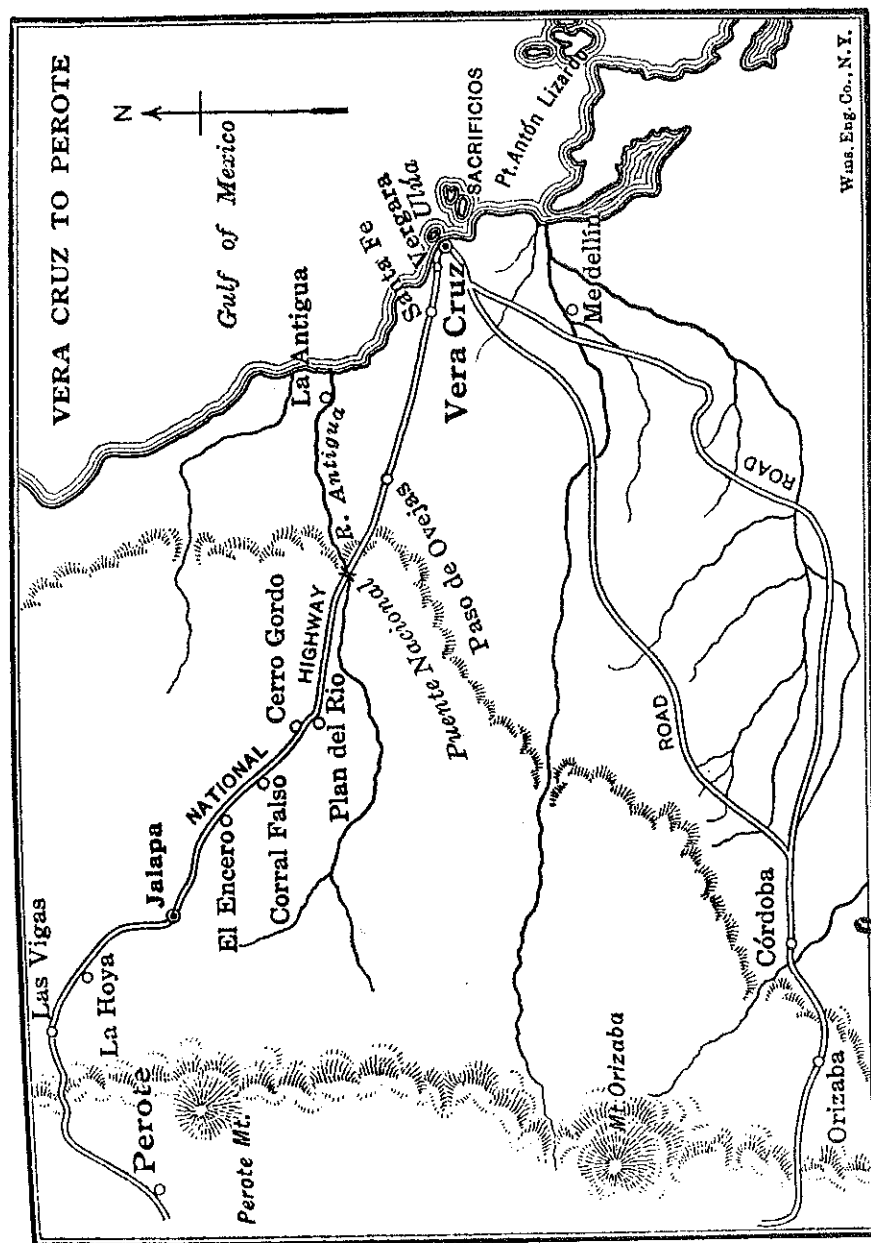 VERA CRUZ TO PEROTE
N
Gulf of Mexico
Las Vigas
La Hoya
Perote
Perote Mt.
Jalapa
El Encero
Corral Falso
NATIONAL
HIGHWAY
Cerro Gordo
Plan del Rio
Puente Nacional
Paso de Ovejas
R. Antigua
La Antigua
Santa Fe
Vergara
Ulúa
Vera Cruz
SACRIFICIOS
Pt. Antón Lizardo
Medellín
ROAD
ROAD
Mt. Orizaba
Córdoba
Orizaba
Wms. Eng. Co., N. Y.